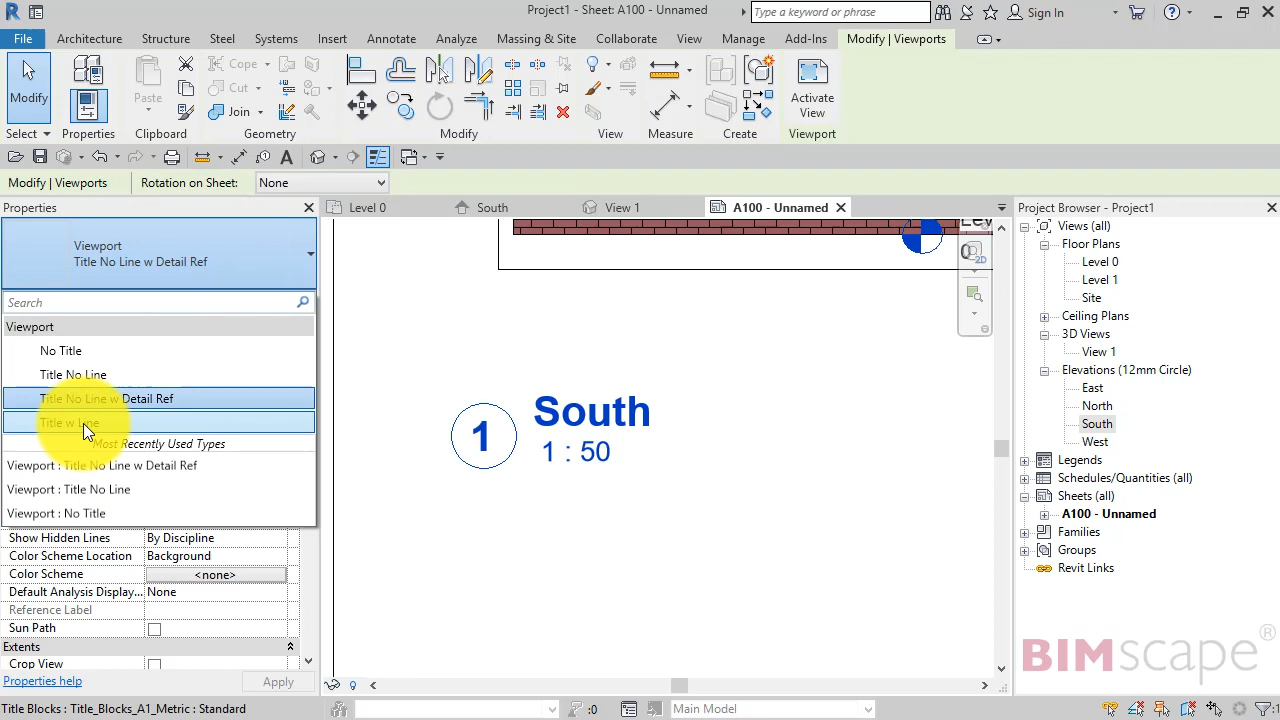 Project1 - Sheet: A100 - Unnamed
Type a keyword or phrase
Sign In
File
Architecture
Structure
Steel
Systems
Insert
Annotate
Analyze
Massing & Site
Collaborate
View
Manage
Add-Ins
Modify | Viewports
Modify
Paste
Cope
Cut
Join
Activate
View
Select
Properties
Clipboard
Geometry
Modify
View
Measure
Create
Viewport
Modify | Viewports
Rotation on Sheet:
None
Properties
Level 0
South
View 1
A100 - Unnamed
Project Browser - Project1
Viewport
Title No Line w Detail Ref
Search
Viewport
No Title
Title No Line
Title No Line w Detail Ref
Title w Line
Most Recently Used Types
Viewport : Title No Line w Detail Ref
Viewport : Title No Line
Viewport : No Title
Show Hidden Lines
By Discipline
Color Scheme Location
Background
Color Scheme
<none>
Default Analysis Display...
None
Reference Label
Sun Path
Extents
Crop View
Properties help
Apply
0
2D
1
South
1 : 50
Views (all)
Floor Plans
Level 0
Level 1
Site
Ceiling Plans
3D Views
View 1
Elevations (12mm Circle)
East
North
South
West
Legends
Schedules/Quantities (all)
Sheets (all)
A100 - Unnamed
Families
Groups
Revit Links
BIMscape®
Title Blocks : Title_Blocks_A1_Metric : Standard
:0
Main Model